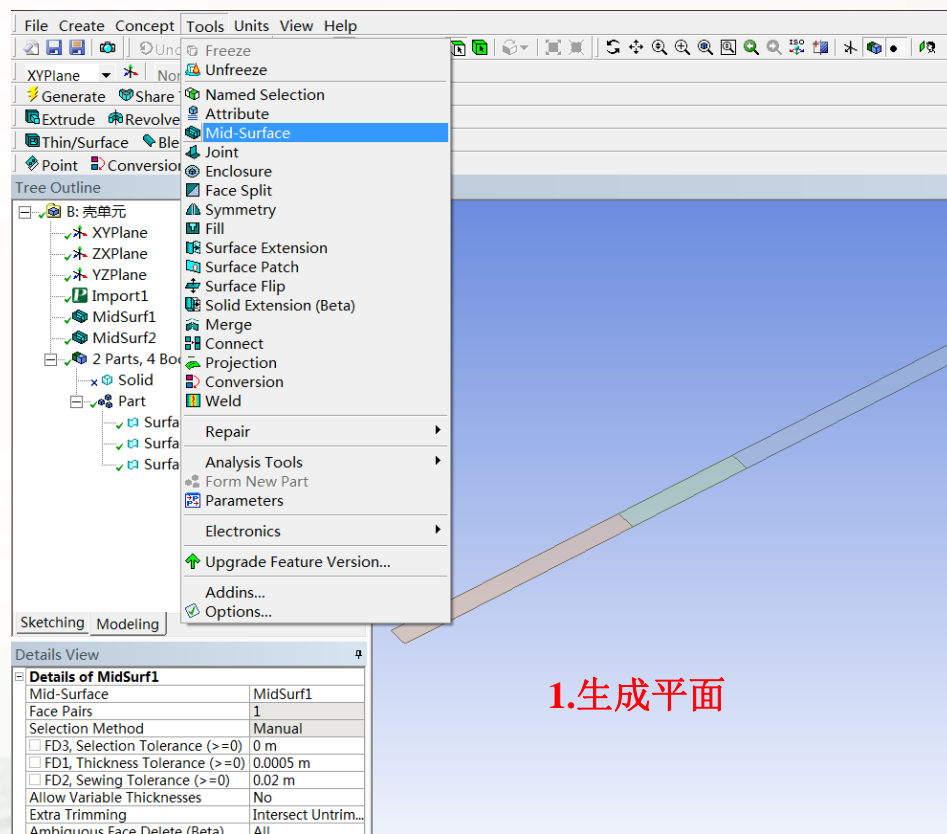 File Create Concept Tools Units View Help
XYPlane
Generate Share
Extrude Revolve
Thin/Surface
Point Conversion
Freeze
Unfreeze
Named Selection
Attribute
Mid-Surface
Joint
Enclosure
Face Split
Symmetry
Fill
Surface Extension
Surface Patch
Surface Flip
Solid Extension (Beta)
Merge
Connect
Projection
Conversion
Weld
Repair
Analysis Tools
Form New Part
Parameters
Electronics
Upgrade Feature Version...
Addins...
Options...
ISO
Tree Outline
B: 壳单元
XYPlane
ZXPlane
YZPlane
Import1
MidSurf1
MidSurf2
2 Parts, 4
Solid
Part
Sketching Modeling
Details View
Details of MidSurf1
Mid-Surface MidSurf1
Face Pairs 1
Selection Method Manual
FD3, Selection Tolerance (>=0) 0 m
FD1, Thickness Tolerance (>=0) 0.0005 m
FD2, Sewing Tolerance (>=0) 0.02 m
Allow Variable Thicknesses No
Extra Trimming Intersect Untrim...
Ambiguous Face Delete (Beta) All
1.生成平面